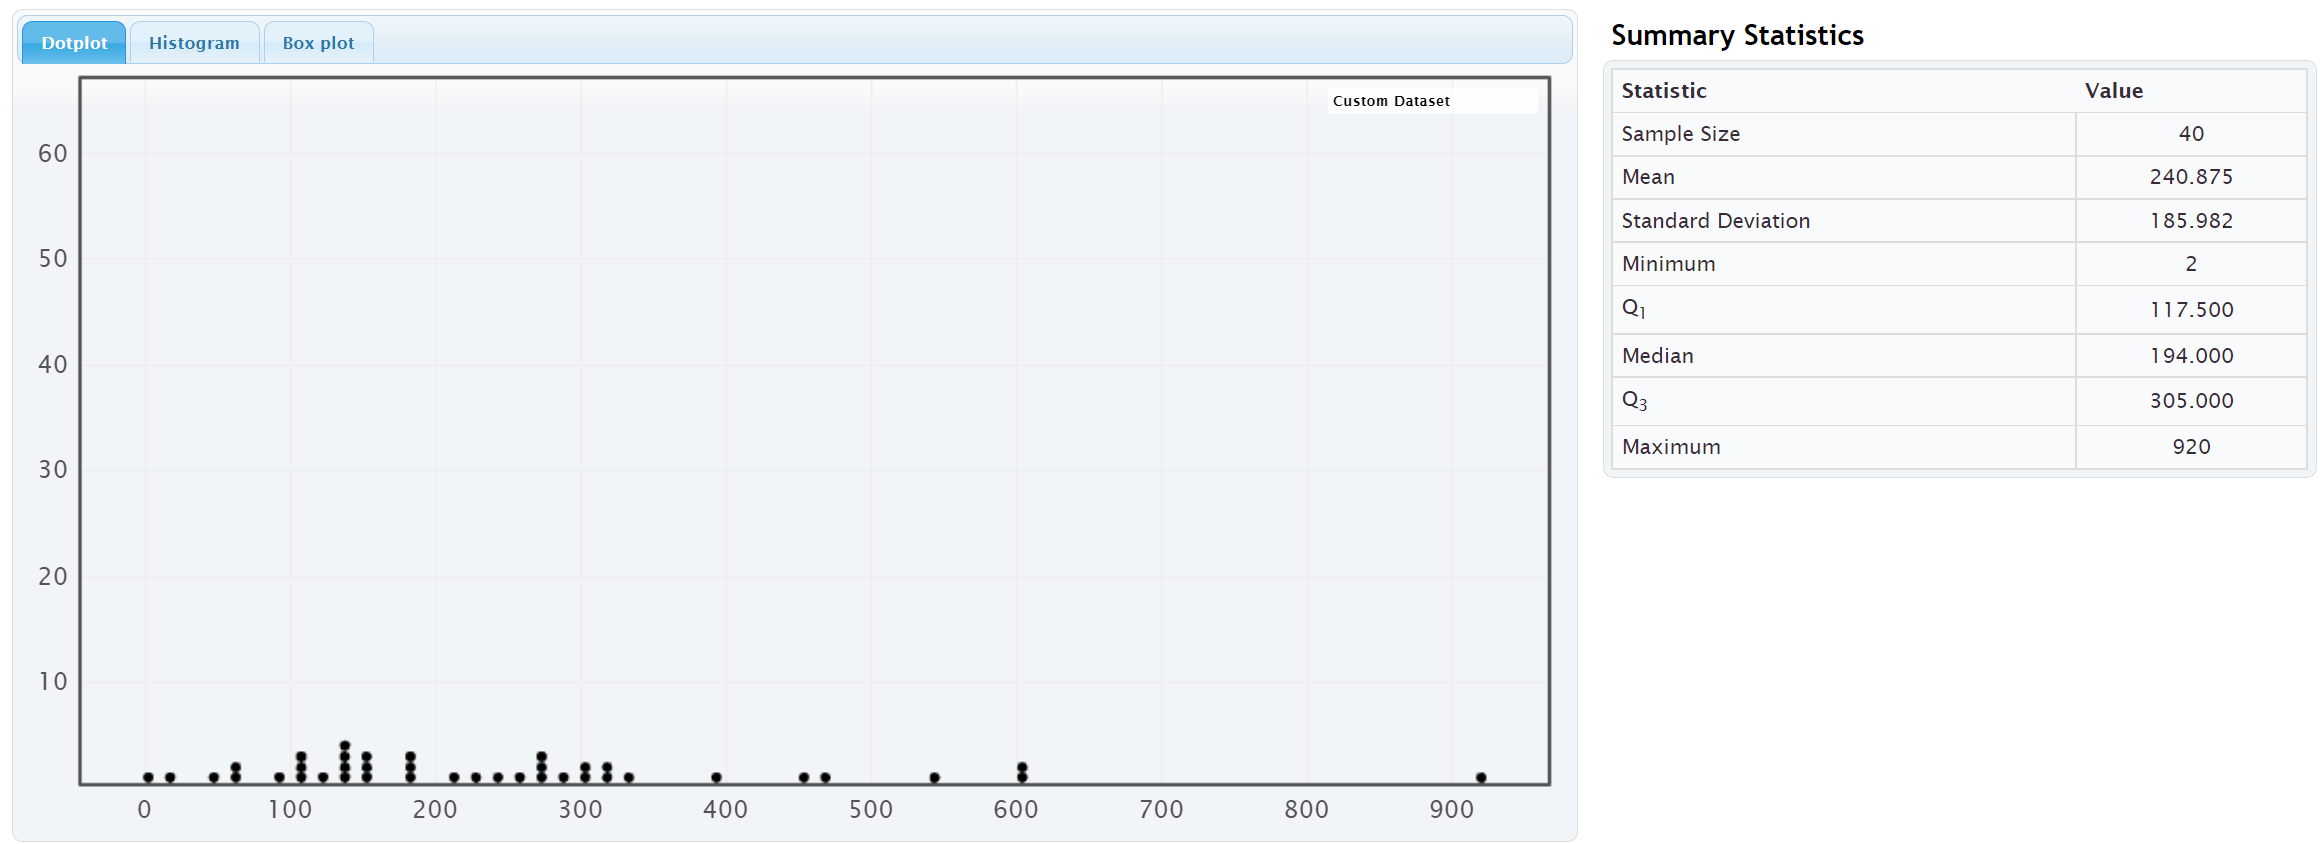 Dotplot Histogram Box plot
Custom Dataset
60
50
40
30
20
10
0 100 200 300 400 500 600 700 800 900
Summary Statistics
Statistic Value
Sample Size 40
Mean 240.875
Standard Deviation 185.982
Minimum 2
Q1 117.500
Median 194.000
Q3 305.000
Maximum 920